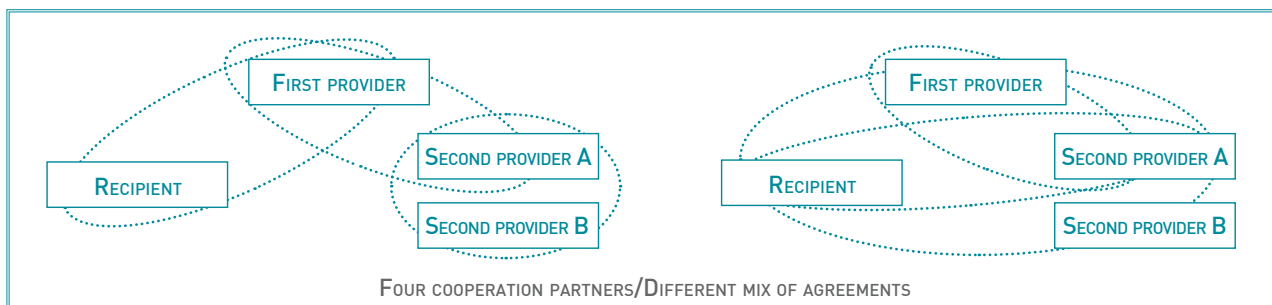 First provider
Second provider A
Recipient
Second provider B
First provider
Second provider A
Recipient
Second provider B
Four cooperation partners/Different mix of agreements